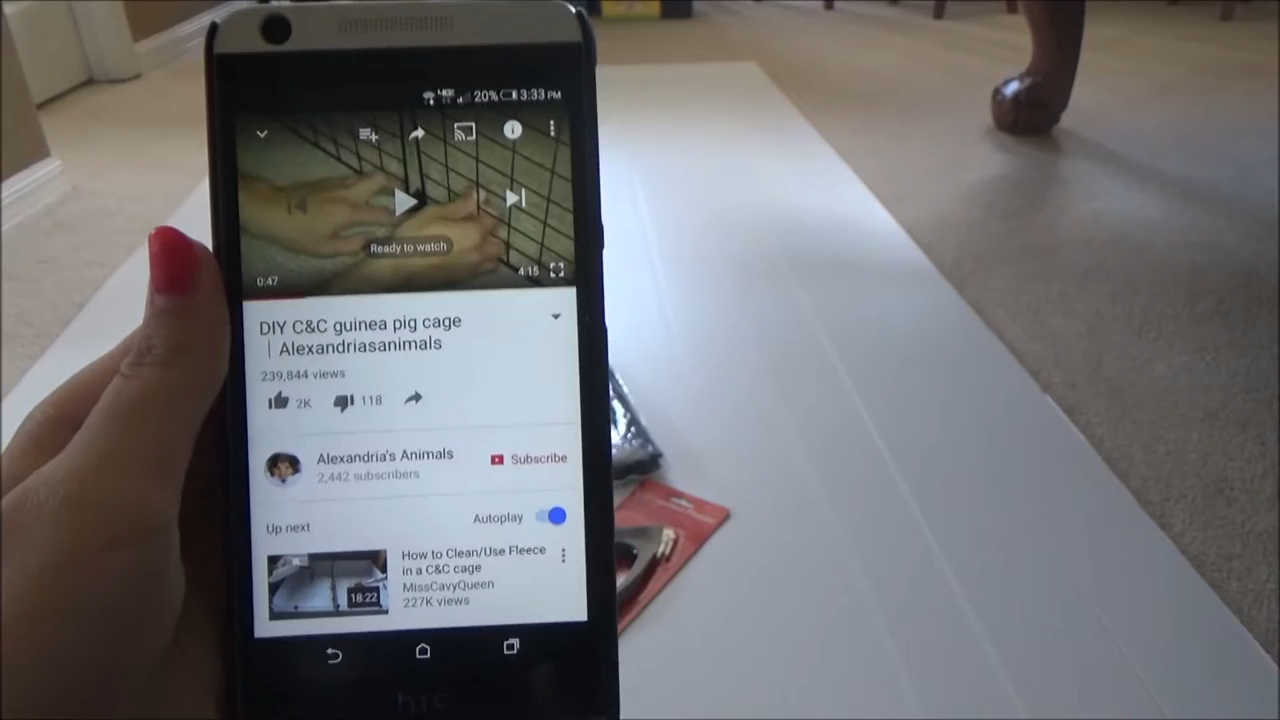 20% 3:33 PM
Ready to watch
0:47
4:15
DIY C&C guinea pig cage
| Alexandriasanimals
239,844 views
2K
118
Alexandria's Animals
Subscribe
2,442 subscribers
Up next
Autoplay
How to Clean/Use Fleece
in a C&C cage
MissCavyQueen
227K views
18:22
hTC